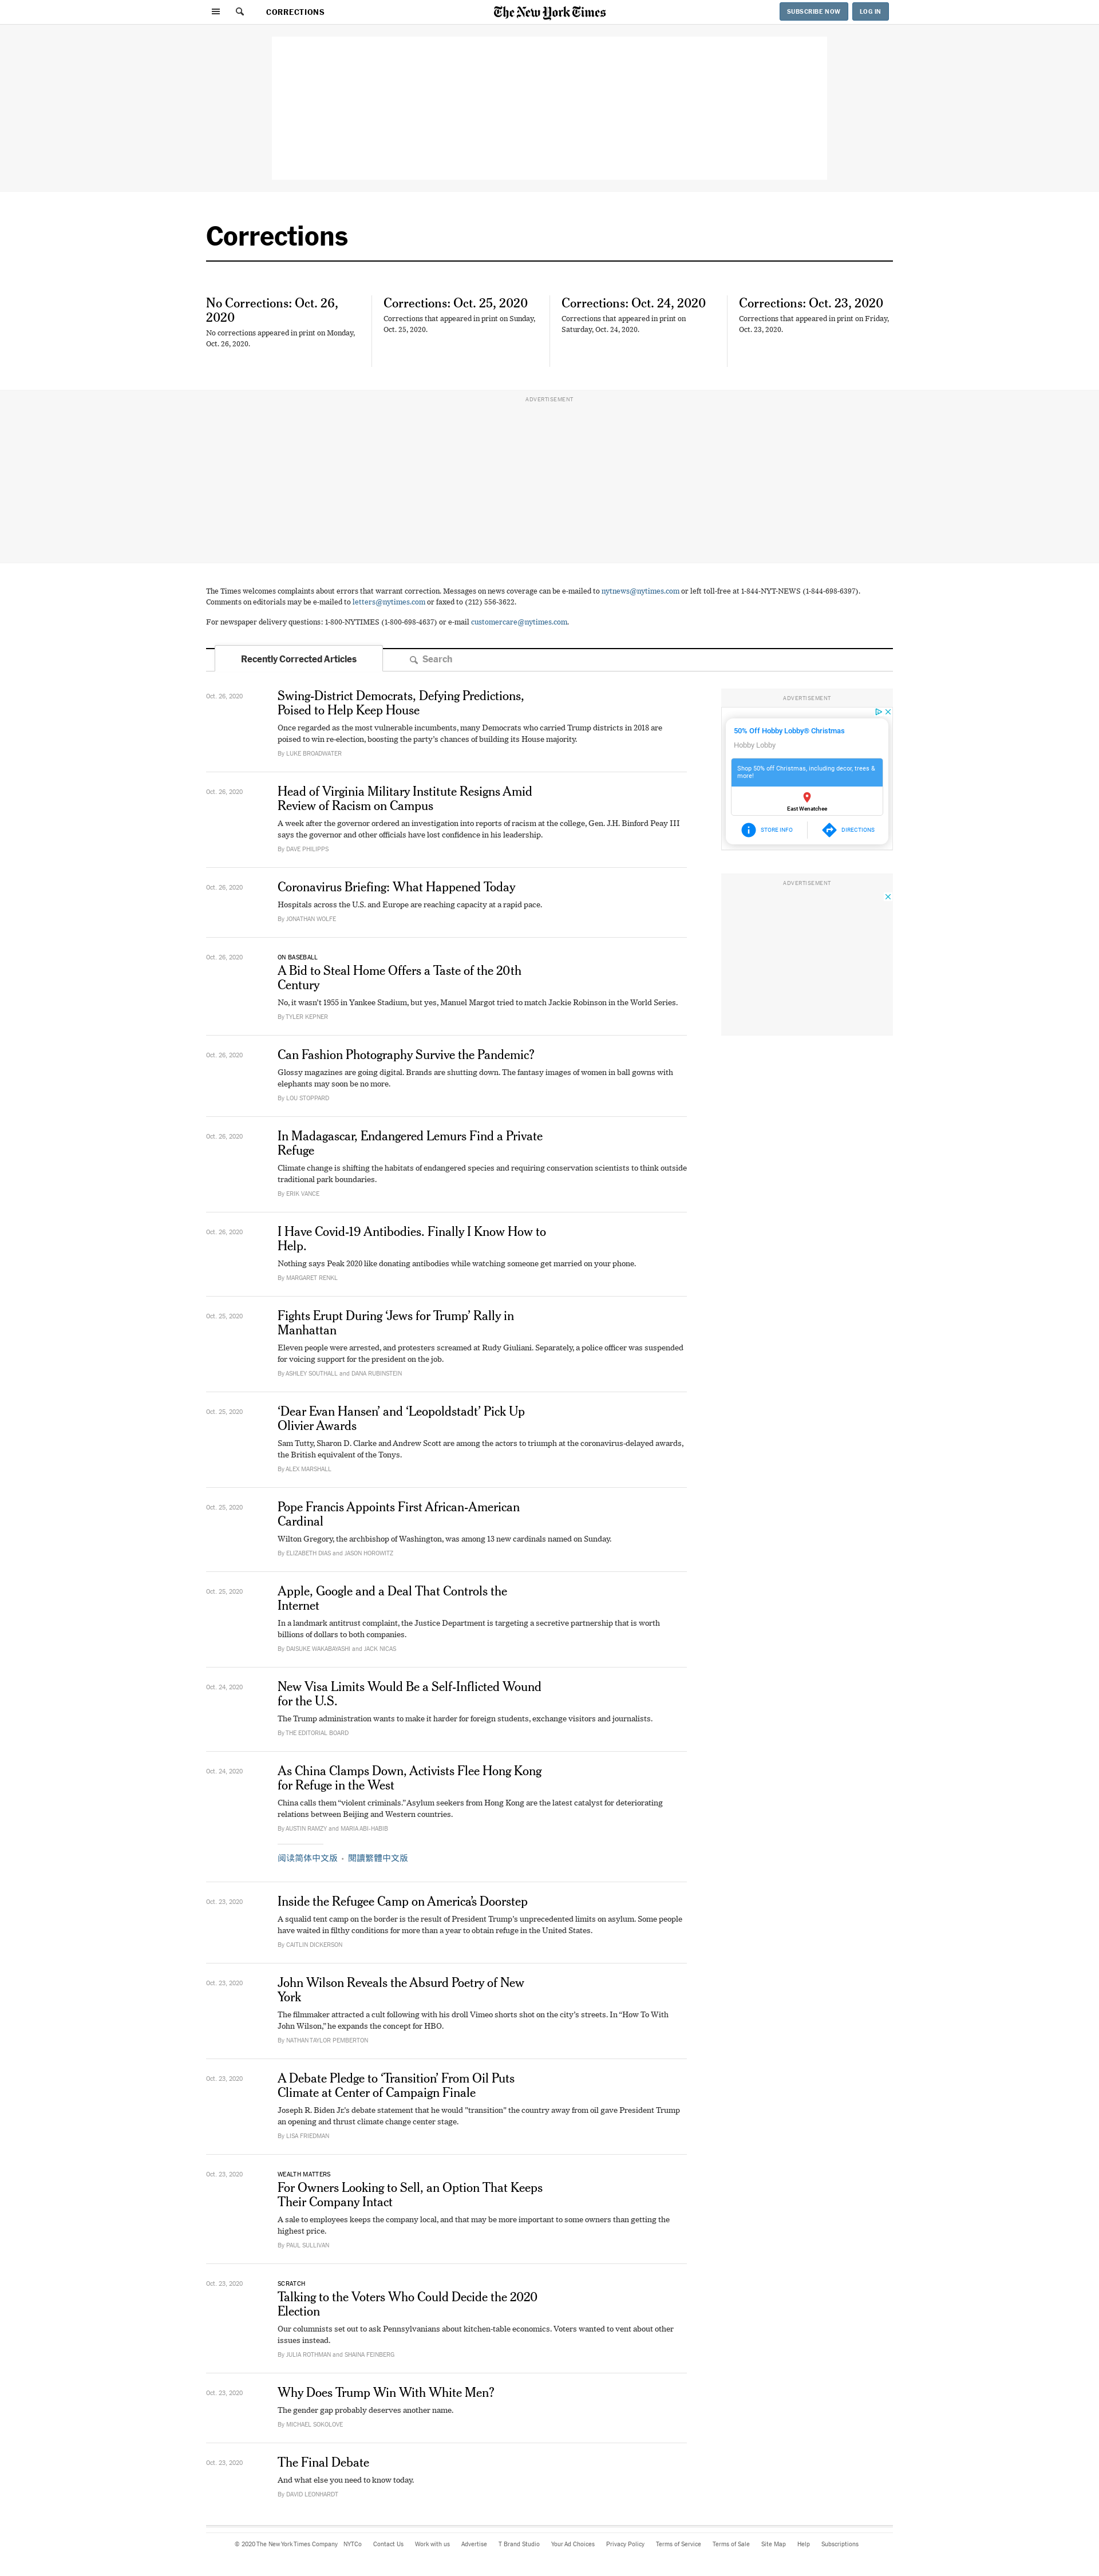 CORRECTIONS
The New York Times
SUBSCRIBE NOW
LOG IN
Corrections
No Corrections: Oct. 26,
2020
No corrections appeared in print on Monday,
Oct. 26, 2020.
Corrections: Oct. 25, 2020
Corrections that appeared in print on Sunday,
Oct. 25, 2020.
Corrections: Oct. 24, 2020
Corrections that appeared in print on
Saturday, Oct. 24, 2020.
Corrections: Oct. 23, 2020
Corrections that appeared in print on Friday,
Oct. 23, 2020.
ADVERTISEMENT
The Times welcomes complaints about errors that warrant correction. Messages on news coverage can be e-mailed to nytnews@nytimes.com or left toll-free at 1-844-NYT-NEWS (1-844-698-6397).
Comments on editorials may be e-mailed to letters@nytimes.com or faxed to (212) 556-3622.
For newspaper delivery questions: 1-800-NYTIMES (1-800-698-4637) or e-mail customercare@nytimes.com.
Recently Corrected Articles
Search
Oct. 26, 2020
Swing-District Democrats, Defying Predictions,
Poised to Help Keep House
Once regarded as the most vulnerable incumbents, many Democrats who carried Trump districts in 2018 are
poised to win re-election, boosting the party's chances of building its House majority.
By LUKE BROADWATER
Oct. 26, 2020
Head of Virginia Military Institute Resigns Amid
Review of Racism on Campus
A week after the governor ordered an investigation into reports of racism at the college, Gen. J.H. Binford Peay III
says the governor and other officials have lost confidence in his leadership.
By DAVE PHILIPPS
Oct. 26, 2020
Coronavirus Briefing: What Happened Today
Hospitals across the U.S. and Europe are reaching capacity at a rapid pace.
By JONATHAN WOLFE
Oct. 26, 2020
ON BASEBALL
A Bid to Steal Home Offers a Taste of the 20th
Century
No, it wasn't 1955 in Yankee Stadium, but yes, Manuel Margot tried to match Jackie Robinson in the World Series.
By TYLER KEPNER
Oct. 26, 2020
Can Fashion Photography Survive the Pandemic?
Glossy magazines are going digital. Brands are shutting down. The fantasy images of women in ball gowns with
elephants may soon be no more.
By LOU STOPPARD
Oct. 26, 2020
In Madagascar, Endangered Lemurs Find a Private
Refuge
Climate change is shifting the habitats of endangered species and requiring conservation scientists to think outside
traditional park boundaries.
By ERIK VANCE
Oct. 26, 2020
I Have Covid-19 Antibodies. Finally I Know How to
Help.
Nothing says Peak 2020 like donating antibodies while watching someone get married on your phone.
By MARGARET RENKL
Oct. 25, 2020
Fights Erupt During ‘Jews for Trump’ Rally in
Manhattan
Eleven people were arrested, and protesters screamed at Rudy Giuliani. Separately, a police officer was suspended
for voicing support for the president on the job.
By ASHLEY SOUTHALL and DANA RUBINSTEIN
Oct. 25, 2020
‘Dear Evan Hansen’ and ‘Leopoldstadt’ Pick Up
Olivier Awards
Sam Tutty, Sharon D. Clarke and Andrew Scott are among the actors to triumph at the coronavirus-delayed awards,
the British equivalent of the Tonys.
By ALEX MARSHALL
Oct. 25, 2020
Pope Francis Appoints First African-American
Cardinal
Wilton Gregory, the archbishop of Washington, was among 13 new cardinals named on Sunday.
By ELIZABETH DIAS and JASON HOROWITZ
Oct. 25, 2020
Apple, Google and a Deal That Controls the
Internet
In a landmark antitrust complaint, the Justice Department is targeting a secretive partnership that is worth
billions of dollars to both companies.
By DAISUKE WAKABAYASHI and JACK NICAS
Oct. 24, 2020
New Visa Limits Would Be a Self-Inflicted Wound
for the U.S.
The Trump administration wants to make it harder for foreign students, exchange visitors and journalists.
By THE EDITORIAL BOARD
Oct. 24, 2020
As China Clamps Down, Activists Flee Hong Kong
for Refuge in the West
China calls them “violent criminals.” Asylum seekers from Hong Kong are the latest catalyst for deteriorating
relations between Beijing and Western countries.
By AUSTIN RAMZY and MARIA ABI-HABIB
阅读简体中文版 · 閱讀繁體中文版
Oct. 23, 2020
Inside the Refugee Camp on America’s Doorstep
A squalid tent camp on the border is the result of President Trump’s unprecedented limits on asylum. Some people
have waited in filthy conditions for more than a year to obtain refuge in the United States.
By CAITLIN DICKERSON
Oct. 23, 2020
John Wilson Reveals the Absurd Poetry of New
York
The filmmaker attracted a cult following with his droll Vimeo shorts shot on the city’s streets. In “How To With
John Wilson,” he expands the concept for HBO.
By NATHAN TAYLOR PEMBERTON
Oct. 23, 2020
A Debate Pledge to ‘Transition’ From Oil Puts
Climate at Center of Campaign Finale
Joseph R. Biden Jr.'s debate statement that he would "transition" the country away from oil gave President Trump
an opening and thrust climate change center stage.
By LISA FRIEDMAN
Oct. 23, 2020
WEALTH MATTERS
For Owners Looking to Sell, an Option That Keeps
Their Company Intact
A sale to employees keeps the company local, and that may be more important to some owners than getting the
highest price.
By PAUL SULLIVAN
Oct. 23, 2020
SCRATCH
Talking to the Voters Who Could Decide the 2020
Election
Our columnists set out to ask Pennsylvanians about kitchen-table economics. Voters wanted to vent about other
issues instead.
By JULIA ROTHMAN and SHAINA FEINBERG
Oct. 23, 2020
Why Does Trump Win With White Men?
The gender gap probably deserves another name.
By MICHAEL SOKOLOVE
Oct. 23, 2020
The Final Debate
And what else you need to know today.
By DAVID LEONHARDT
ADVERTISEMENT
50% Off Hobby Lobby® Christmas
Hobby Lobby
Shop 50% off Christmas, including decor, trees &
more!
East Wenatchee
STORE INFO
DIRECTIONS
ADVERTISEMENT
© 2020 The New York Times Company NYTCo Contact Us Work with us Advertise T Brand Studio Your Ad Choices Privacy Policy Terms of Service Terms of Sale Site Map Help Subscriptions